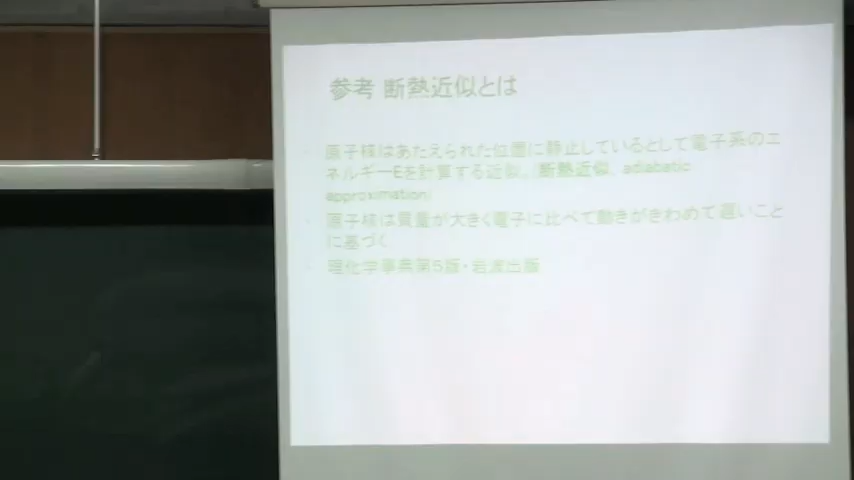 参考 断熱近似とは
原子核はあたえられた位置に静止しているとして電子系のエ
ネルギーEを計算する近似。断熱近似、adiabatic
approximation
原子核は質量が大きく電子に比べて動きがきわめて遅いこと
に基づく
理化学事典第5版・岩波出版